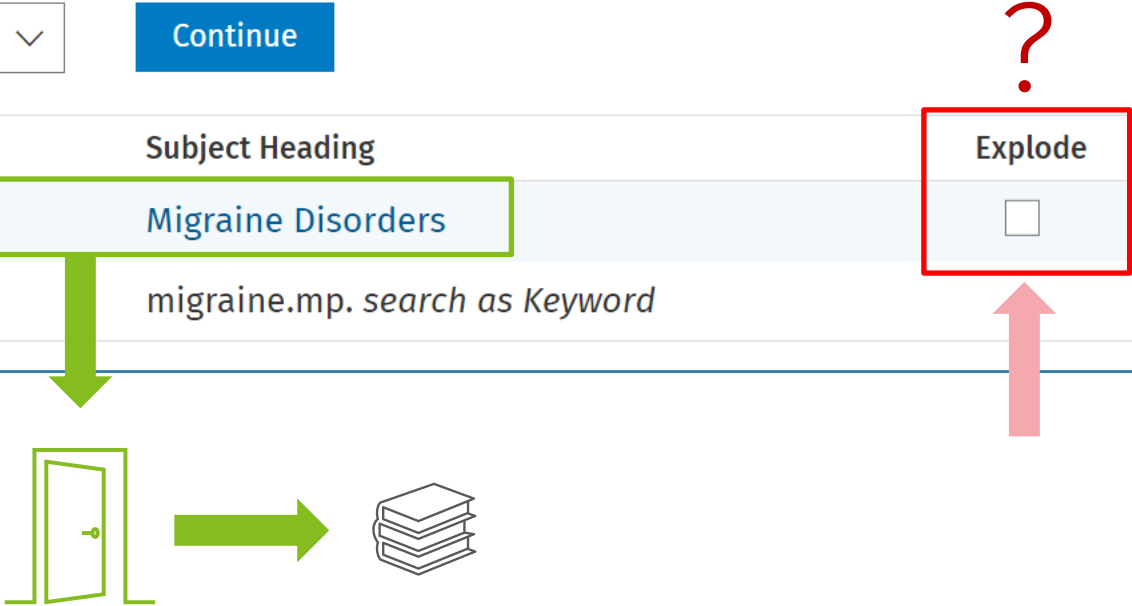 Continue
?
Subject Heading
Explode
Migraine Disorders
migraine.mp. search as Keyword